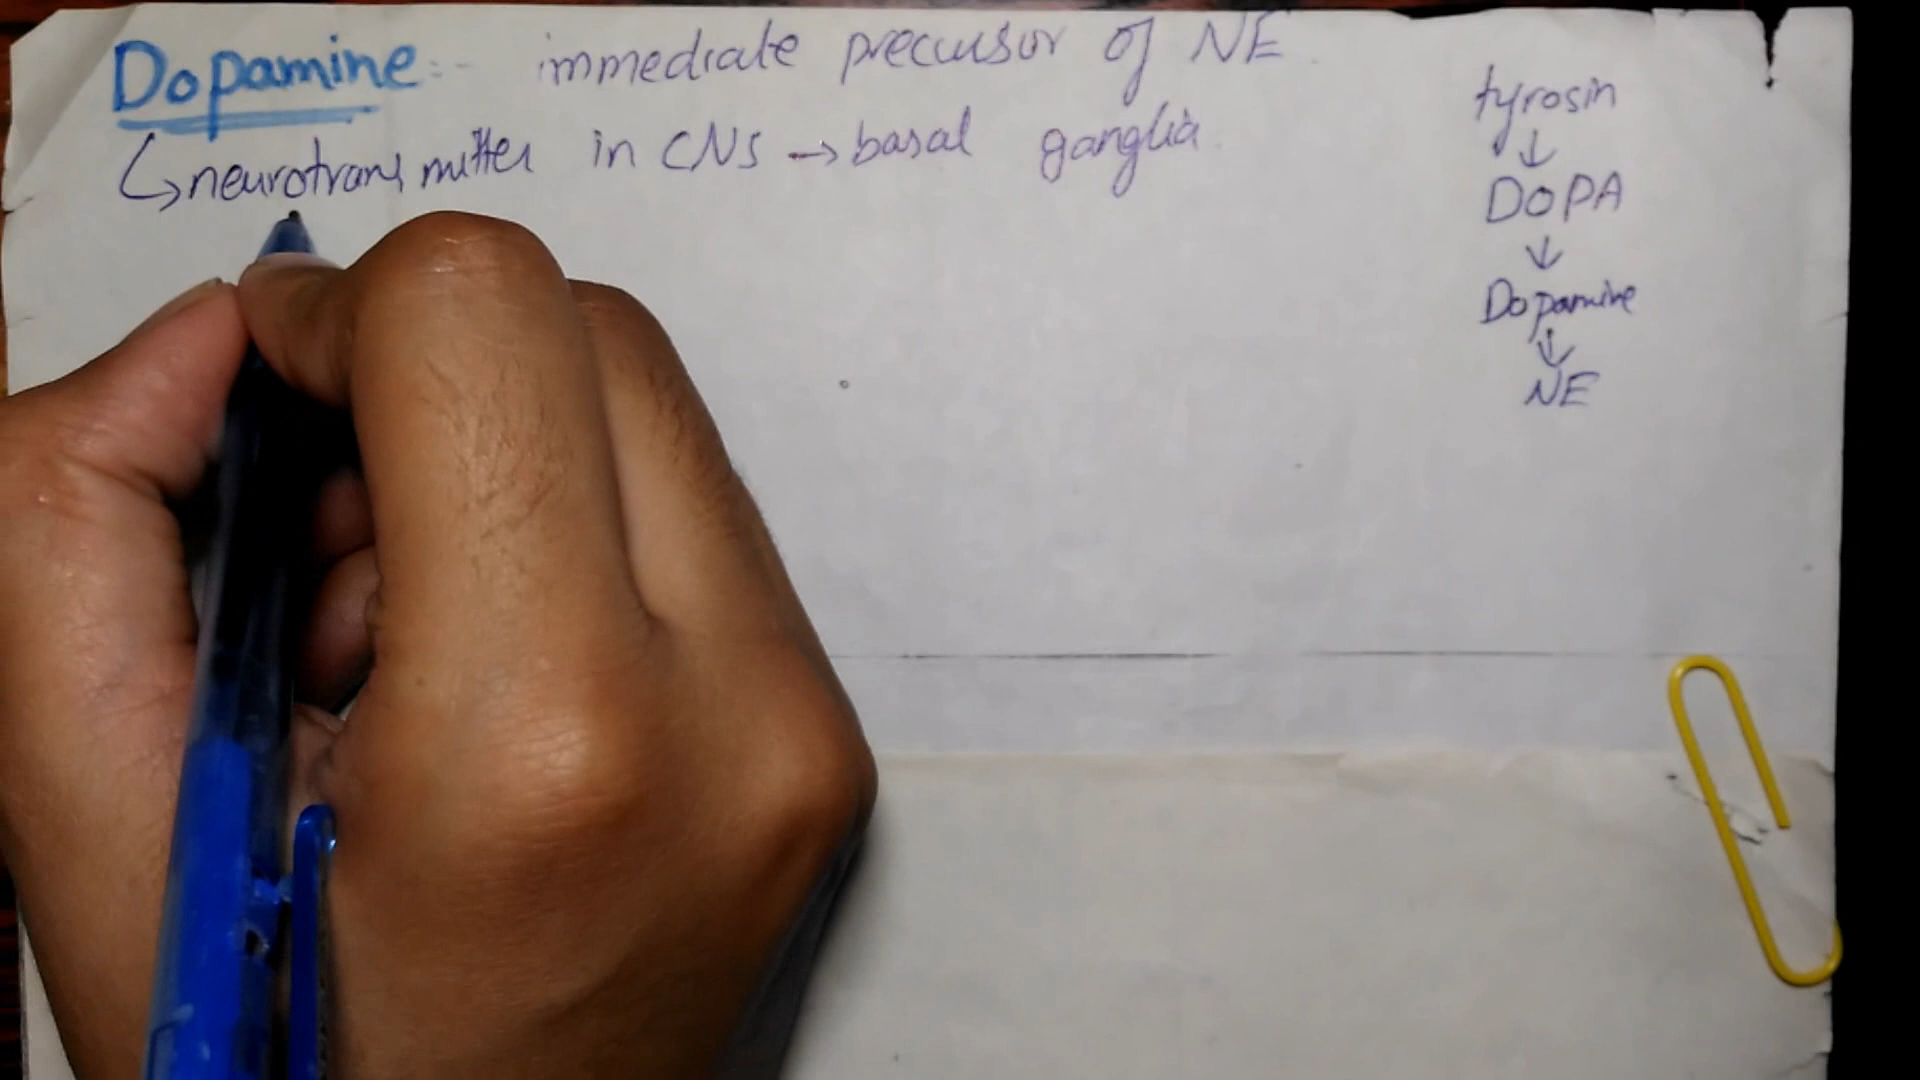 Dopamine:- immediate precursor of NE
↳ neurotransmitter in CNS → basal ganglia
tyrosin
↓
DOPA
↓
Dopamine
↓
NE